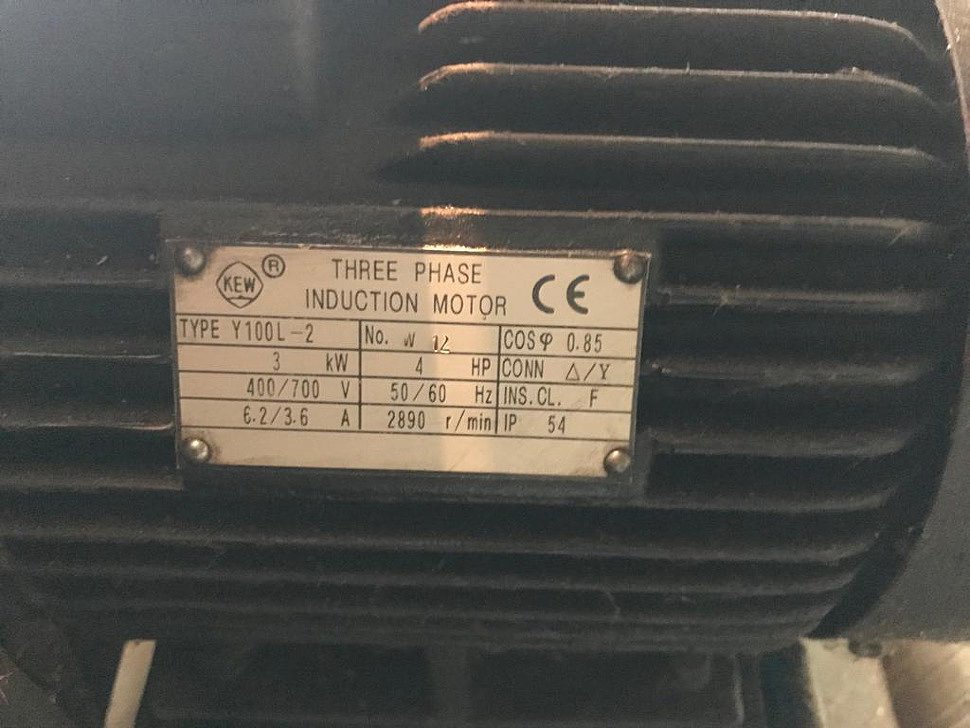 KEW ®
THREE PHASE
INDUCTION MOTOR
CE
TYPE Y100L-2 No. W 12 COSφ 0.85
3 kW 4 HP CONN △/Y
400/700 V 50/60 Hz INS.CL. F
6.2/3.6 A 2890 r/min IP 54